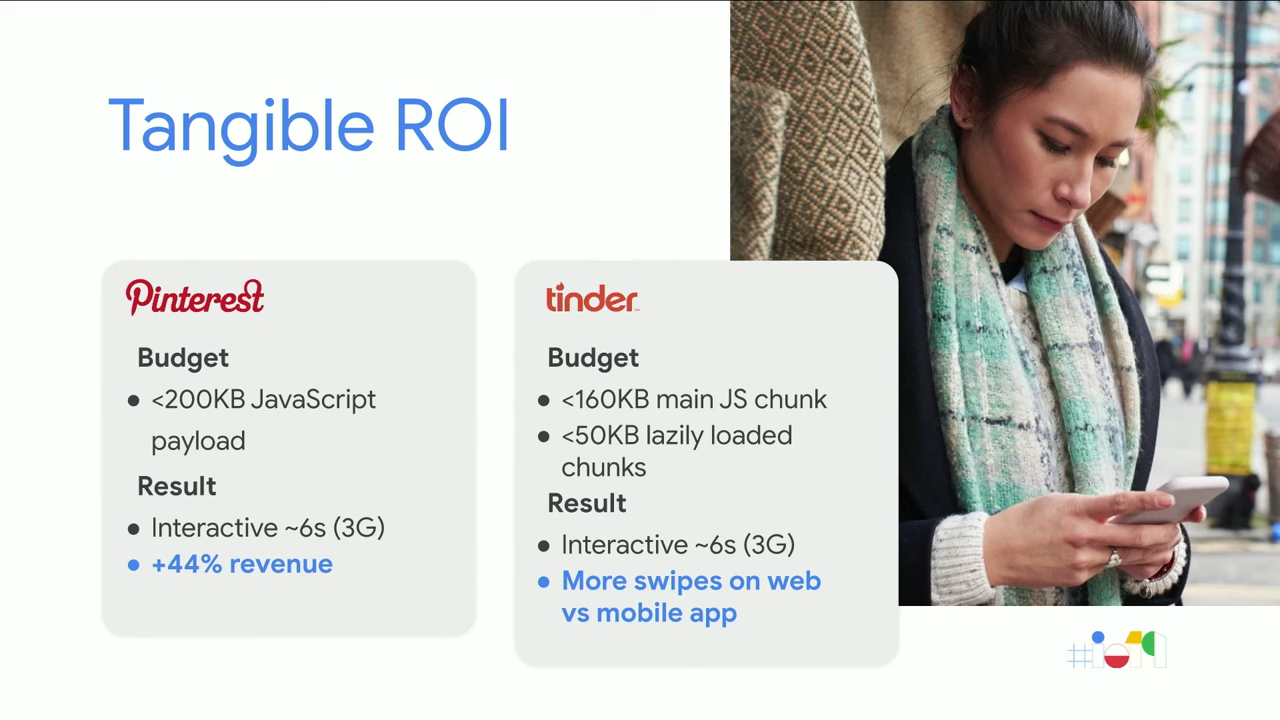 Tangible ROI
Pinterest
Budget
● <200KB JavaScript
payload
Result
● Interactive ~6s (3G)
● +44% revenue
tinder
Budget
● <160KB main JS chunk
● <50KB lazily loaded
chunks
Result
● Interactive ~6s (3G)
● More swipes on web
vs mobile app
#io19